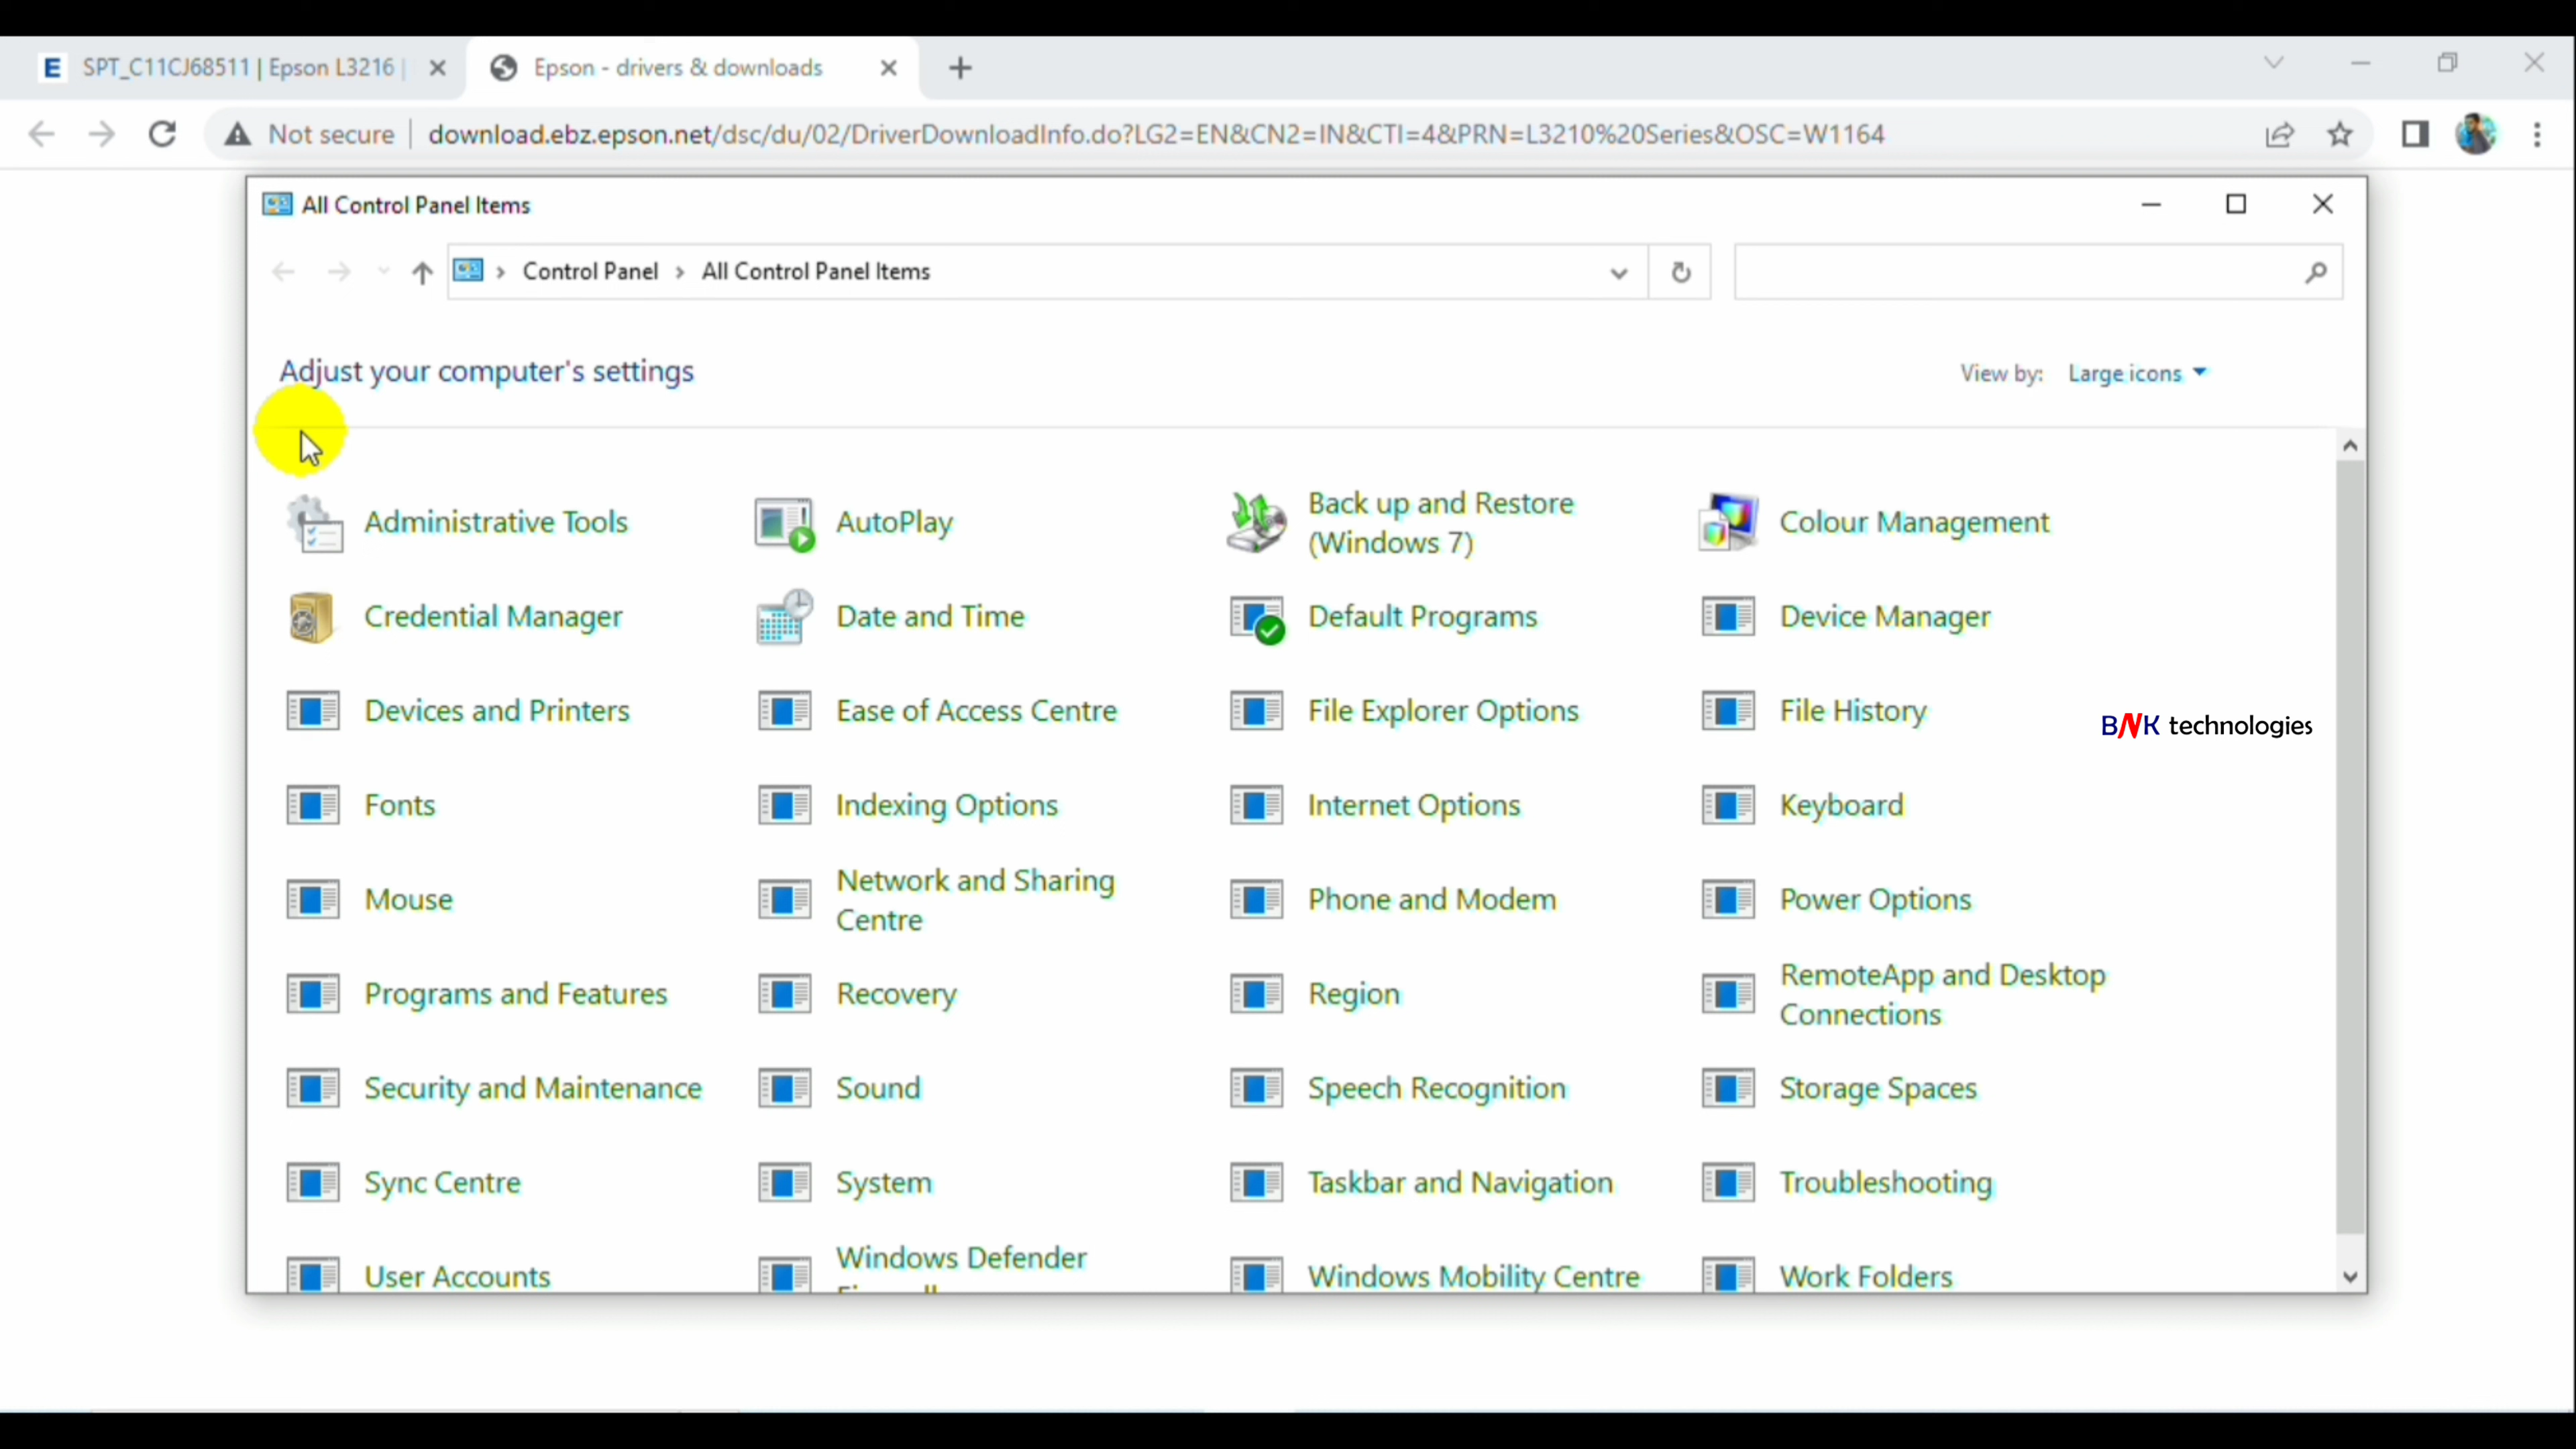 SPT_C11CJ68511 | Epson L3216 |
Epson - drivers & downloads
Not secure
download.ebz.epson.net/dsc/du/02/DriverDownloadInfo.do?LG2=EN&CN2=IN&CTI=4&PRN=L3210%20Series&OSC=W1164
All Control Panel Items
Control Panel > All Control Panel Items
Adjust your computer's settings
View by: Large icons
Administrative Tools
AutoPlay
Back up and Restore
(Windows 7)
Colour Management
Credential Manager
Date and Time
Default Programs
Device Manager
Devices and Printers
Ease of Access Centre
File Explorer Options
File History
BNK technologies
Fonts
Indexing Options
Internet Options
Keyboard
Mouse
Network and Sharing
Centre
Phone and Modem
Power Options
Programs and Features
Recovery
Region
RemoteApp and Desktop
Connections
Security and Maintenance
Sound
Speech Recognition
Storage Spaces
Sync Centre
System
Taskbar and Navigation
Troubleshooting
User Accounts
Windows Defender
Windows Mobility Centre
Work Folders